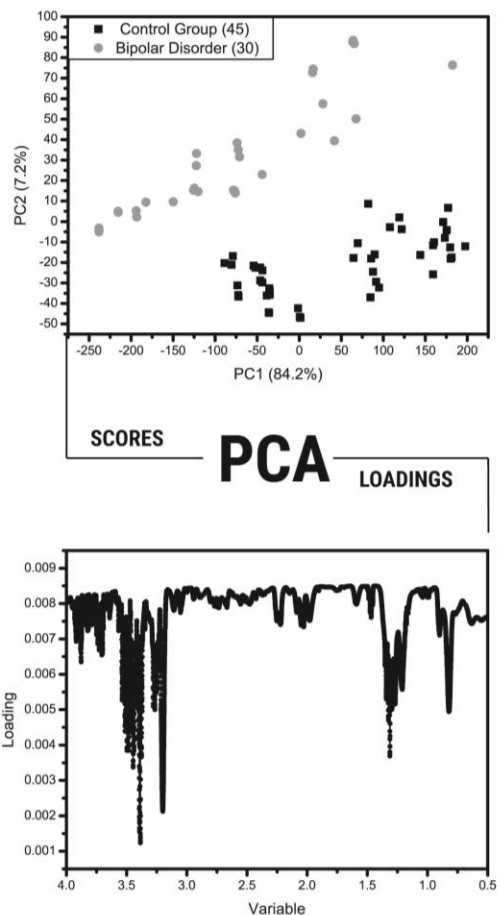 Control Group (45)
Bipolar Disorder (30)
PC2 (7.2%)
100
90
80
70
60
50
40
30
20
10
0
-10
-20
-30
-40
-50
-250 -200 -150 -100 -50 0 50 100 150 200
PC1 (84.2%)
SCORES
PCA
LOADINGS
Loading
0.009
0.008
0.007
0.006
0.005
0.004
0.003
0.002
0.001
4.0 3.5 3.0 2.5 2.0 1.5 1.0 0.5
Variable